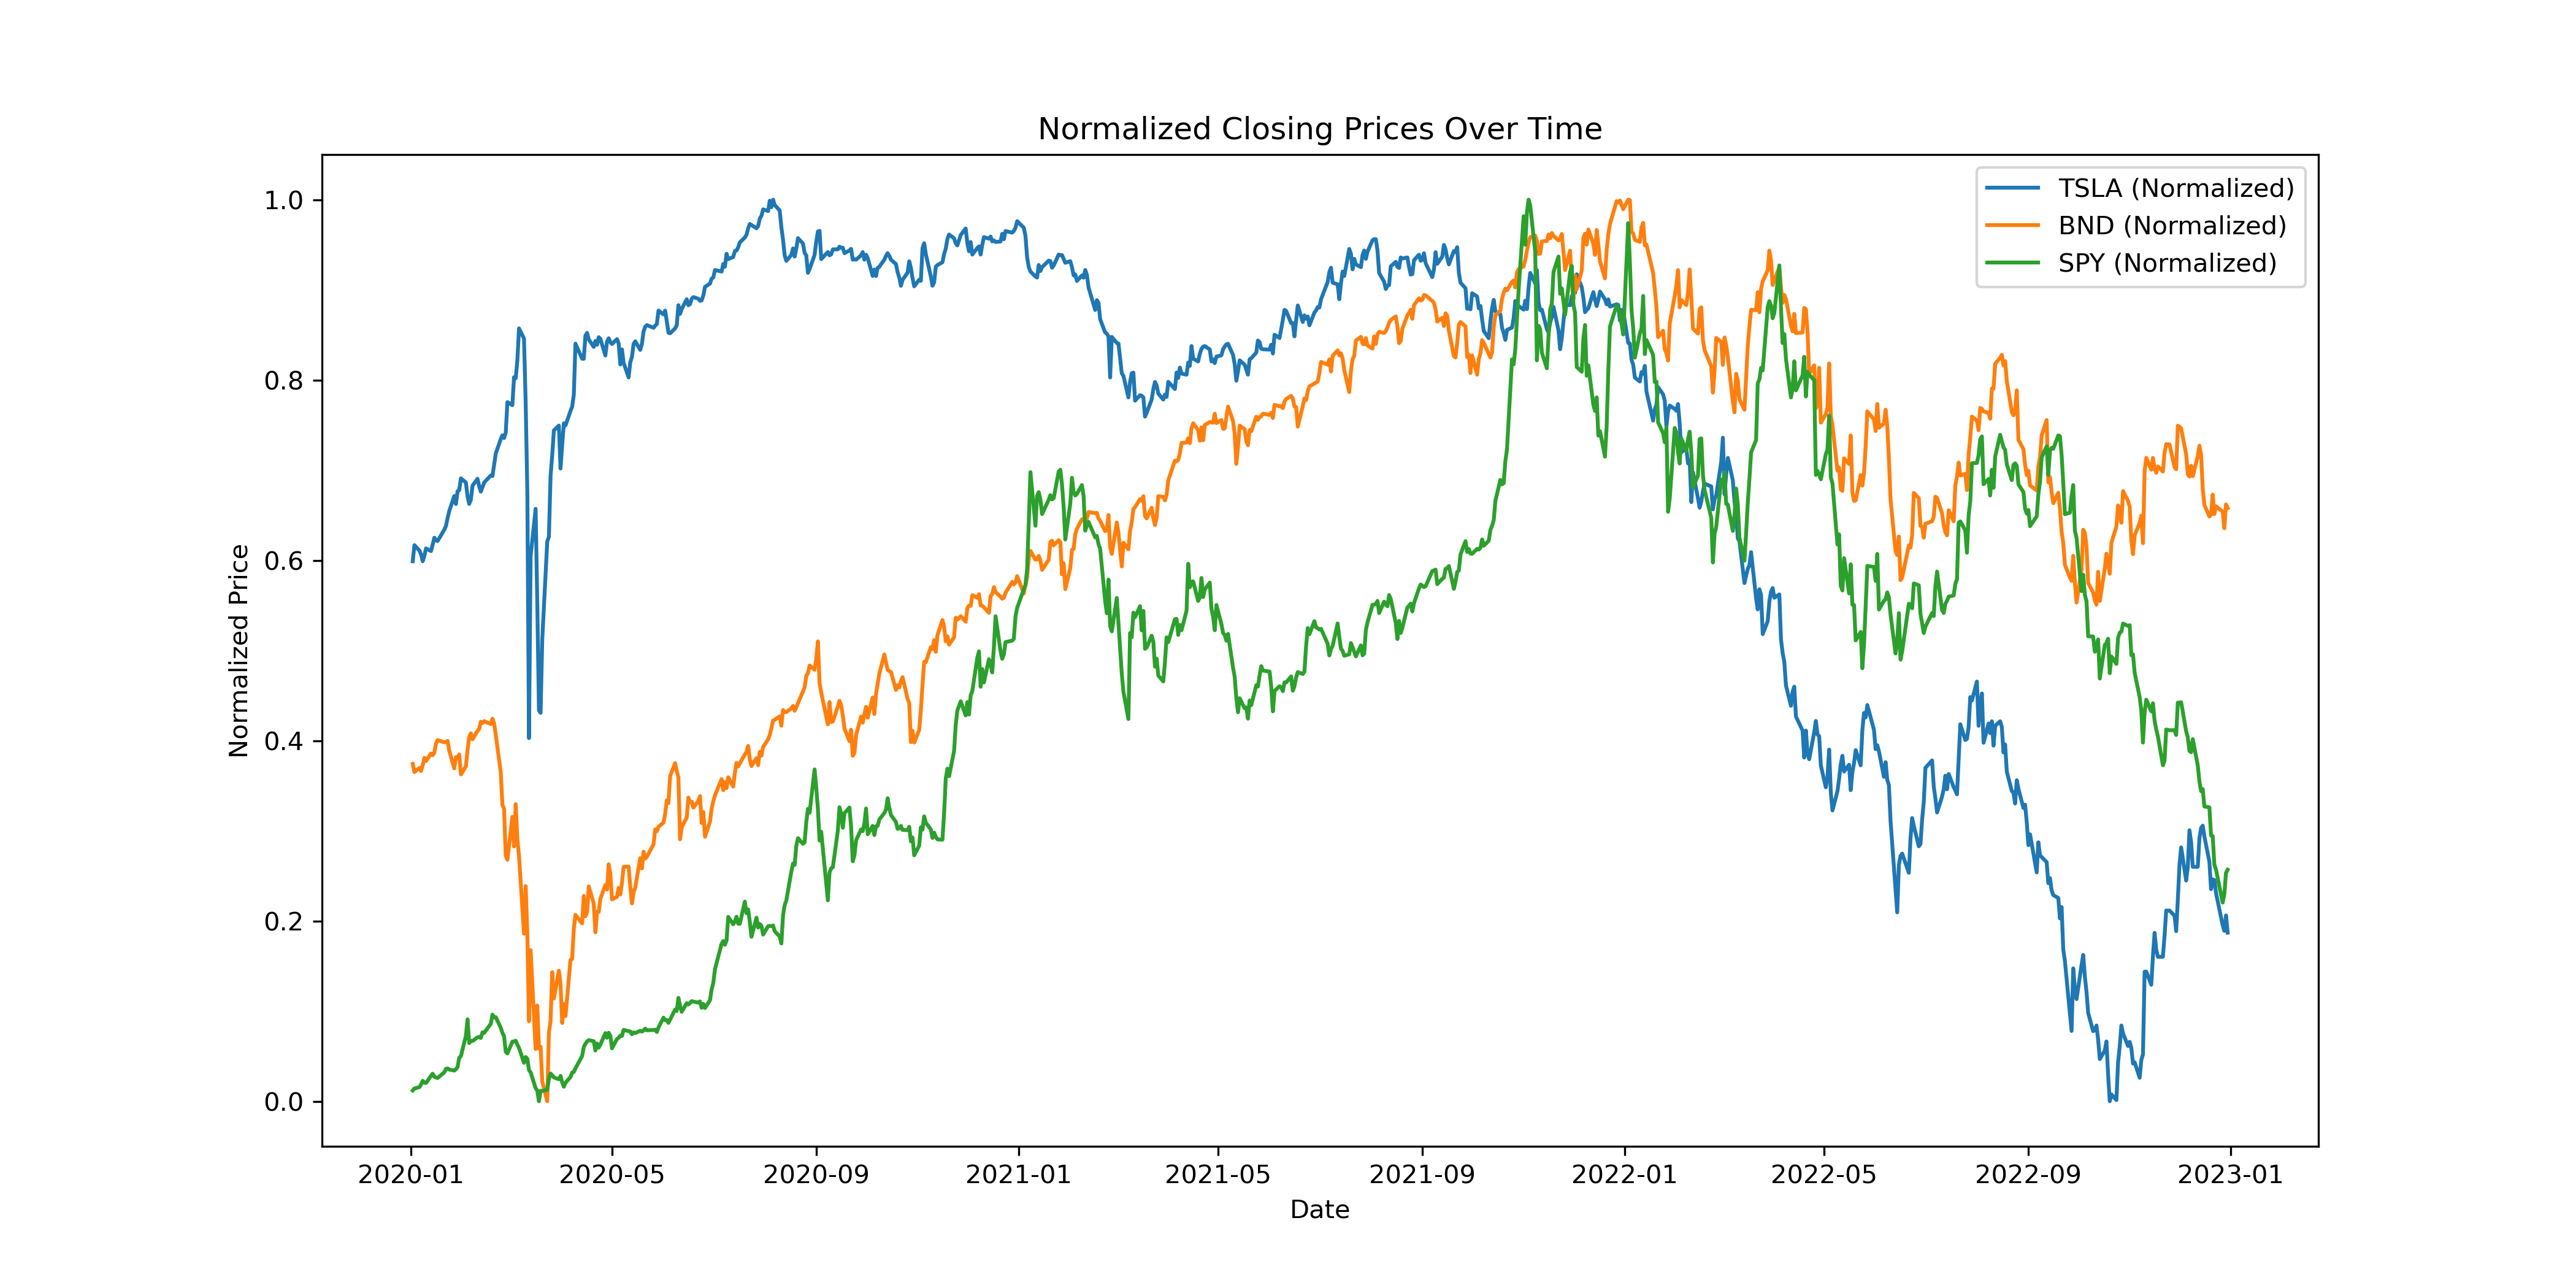 Normalized Closing Prices Over Time
TSLA (Normalized)
BND (Normalized)
SPY (Normalized)
Normalized Price
1.0
0.8
0.6
0.4
0.2
0.0
2020-01 2020-05 2020-09 2021-01 2021-05 2021-09 2022-01 2022-05 2022-09 2023-01
Date